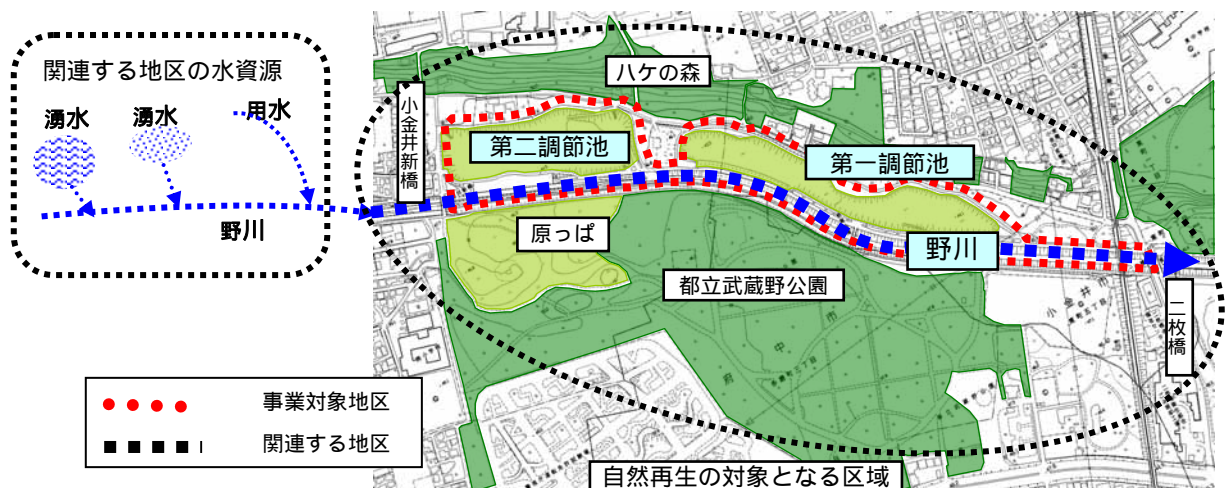 関連する地区の水資源
湧水
湧水
用水
野川
小金井新橋
ハケの森
第二調節池
第一調節池
原っぱ
野川
都立武蔵野公園
二枚橋
事業対象地区
関連する地区
自然再生の対象となる区域